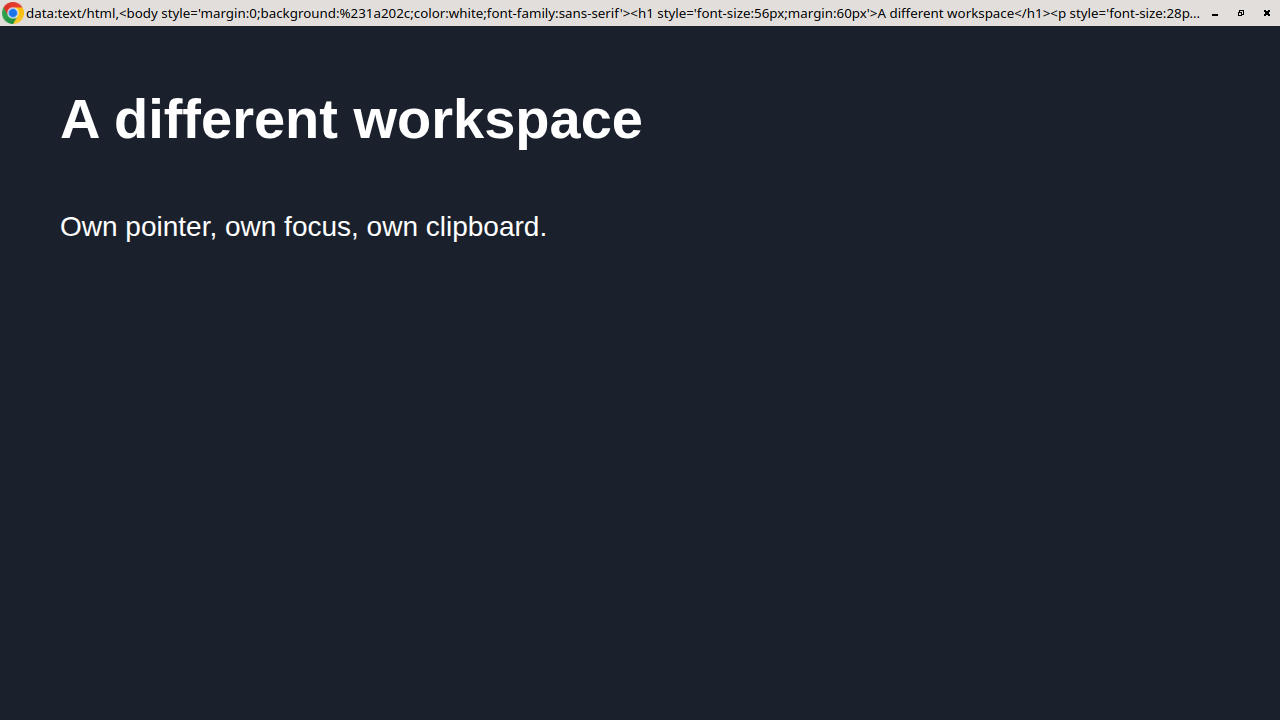 data:text/html,<body style='margin:0;background:%231a202c;color:white;font-family:sans-serif'><h1 style='font-size:56px;margin:60px'>A different workspace</h1><p style='font-size:28p...
A different workspace
Own pointer, own focus, own clipboard.